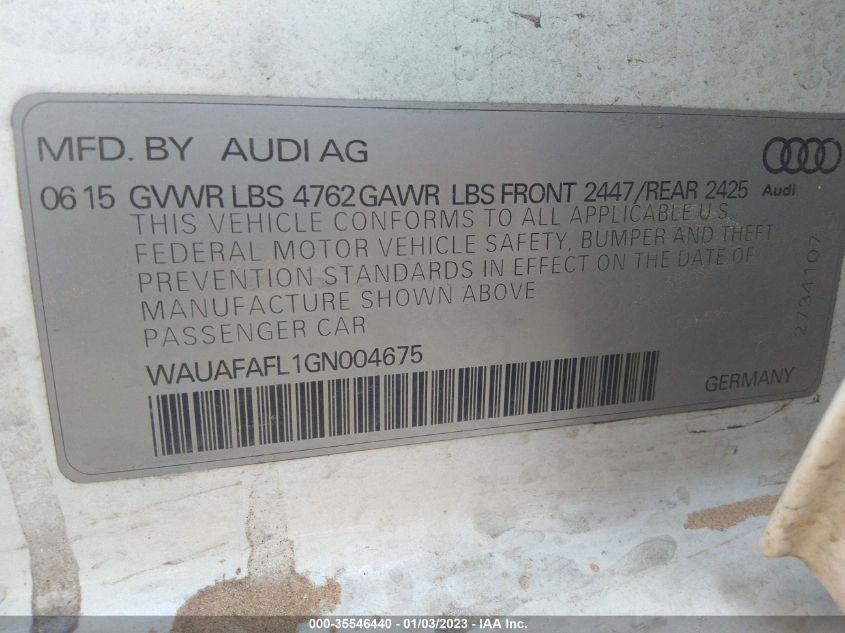 MFD. BY AUDI AG
06 15 GVWR LBS 4762 GAWR LBS FRONT 2447/REAR 2425
Audi
THIS VEHICLE CONFORMS TO ALL APPLICABLE U.S.
FEDERAL MOTOR VEHICLE SAFETY, BUMPER AND THEFT
PREVENTION STANDARDS IN EFFECT ON THE DATE OF
MANUFACTURE SHOWN ABOVE
PASSENGER CAR
WAUAFAFL1GN004675
GERMANY
2734107
000-35546440 - 01/03/2023 - IAA Inc.